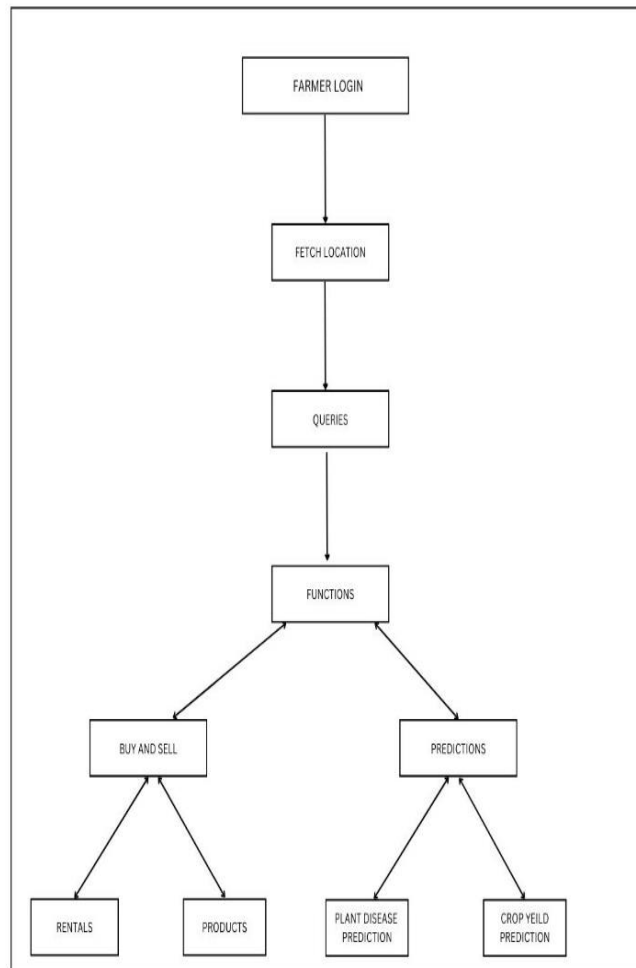 FARMER LOGIN
FETCH LOCATION
QUERIES
FUNCTIONS
BUY AND SELL
PREDICTIONS
RENTALS
PRODUCTS
PLANT DISEASE
PREDICTION
CROP YEILD
PREDICTION